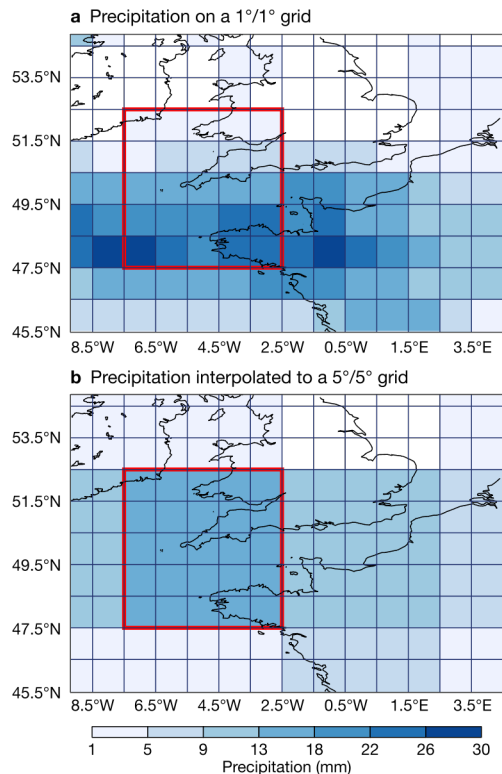 a Precipitation on a 1°/1° grid
53.5°N
51.5°N
49.5°N
47.5°N
45.5°N
8.5°W 6.5°W 4.5°W 2.5°W 0.5°W 1.5°E 3.5°E
b Precipitation interpolated to a 5°/5° grid
53.5°N
51.5°N
49.5°N
47.5°N
45.5°N
8.5°W 6.5°W 4.5°W 2.5°W 0.5°W 1.5°E 3.5°E
1 5 9 13 18 22 26 30
Precipitation (mm)